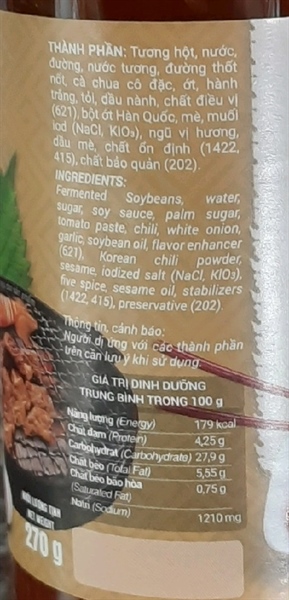 THÀNH PHẦN: Tương hột, nước,
đường, nước tương, đường thốt
nốt, cà chua cô đặc, ớt, hành
trắng, tỏi, dầu nành, chất điều vị
(621), bột ớt Hàn Quốc, mè, muối
Iod (NaCl, KIO₃), ngũ vị hương,
dầu mè, chất ổn định (1422,
415), chất bảo quản (202).
INGREDIENTS:
Fermented Soybeans, water,
sugar, soy sauce, palm sugar,
tomato paste, chili, white onion,
garlic, soybean oil, flavor enhancer
(621), Korean chili powder,
sesame, iodized salt (NaCl, KIO₃),
five spice, sesame oil, stabilizers
(1422, 415), preservative (202).
Thông tin, cảnh báo:
Người dị ứng với các thành phần
trên cần lưu ý khi sử dụng.
GIÁ TRỊ DINH DƯỠNG
TRUNG BÌNH TRONG 100 g
Năng lượng (Energy) 179 kcal
Chất đạm (Protein) 4,25 g
Carbohydrat (Carbohydrate) 27,9 g
Chất béo (Total Fat) 5,55 g
Chất béo bão hòa 0,75 g
(Saturated Fat)
Natri (Sodium) 1210 mg
KHỐI LƯỢNG TỊNH
NET WEIGHT
270 g